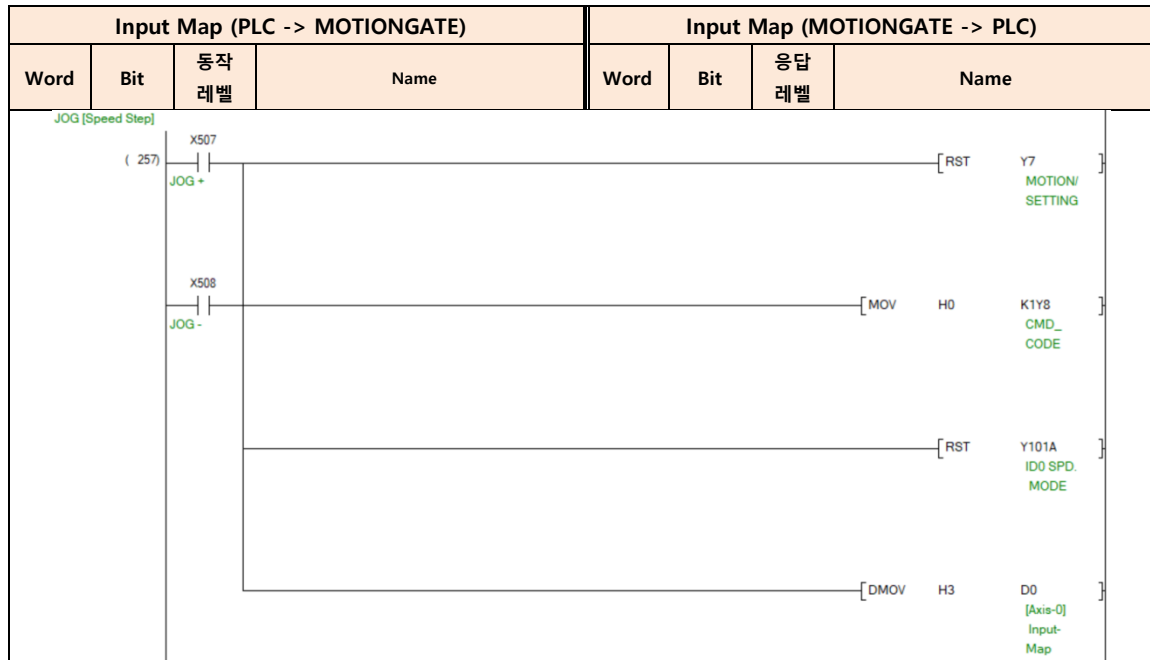 Input Map (PLC -> MOTIONGATE) Input Map (MOTIONGATE -> PLC)
Word Bit 동작 레벨 Name Word Bit 응답 레벨 Name
JOG [Speed Step]
X507
( 257) [RST Y7 ]
JOG + MOTION/
SETTING
X508
[MOV H0 K1Y8 ]
JOG - CMD_
CODE
[RST Y101A ]
ID0 SPD.
MODE
[DMOV H3 D0 ]
[Axis-0]
Input-
Map